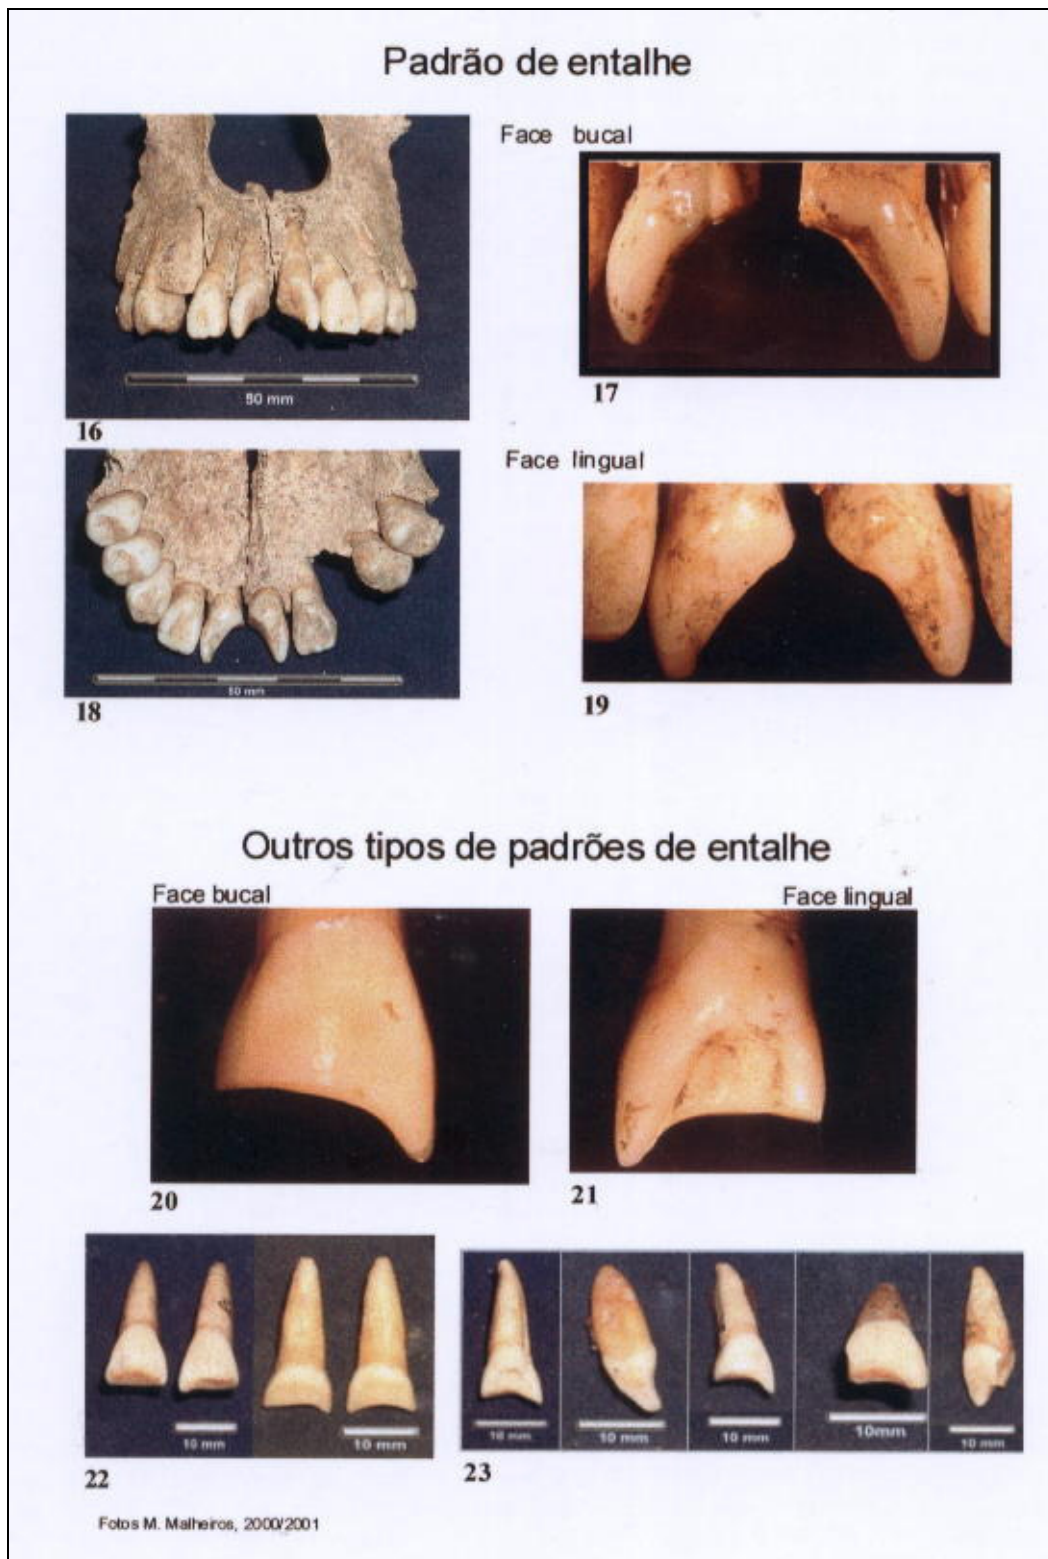 Padrão de entalhe
Face bucal
50 mm
17
16
Face lingual
50 mm
18
19
Outros tipos de padrões de entalhe
Face bucal
Face lingual
20
21
10 mm
10 mm
10 mm
10 mm
10 mm
10mm
10 mm
22
23
Fotos M. Malheiros, 2000/2001